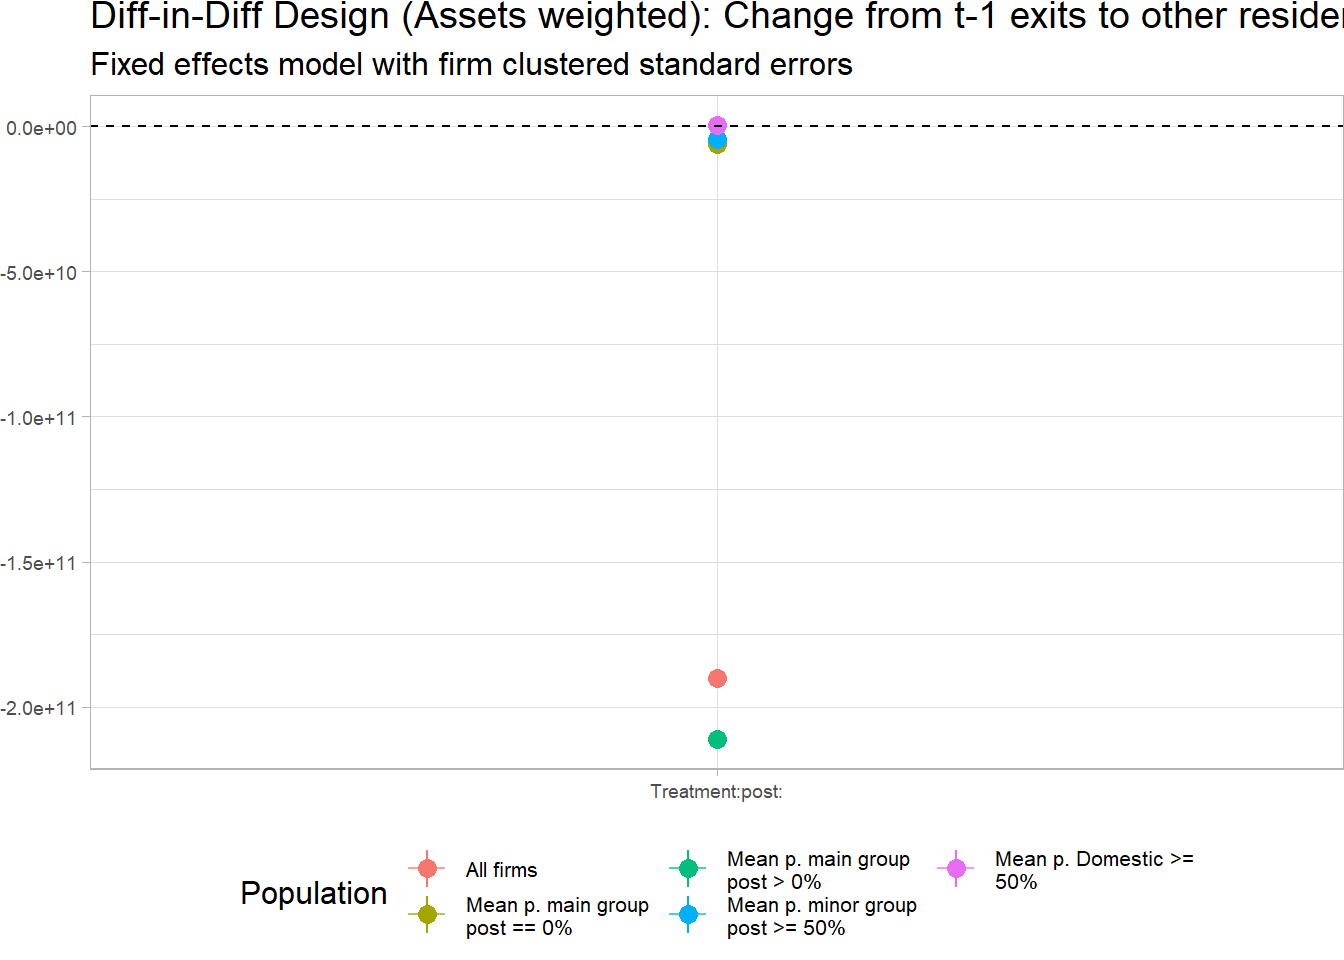 Diff-in-Diff Design (Assets weighted): Change from t-1 exits to other
Fixed effects model with firm clustered standard errors
0.0e+00
-5.0e+10
-1.0e+11
-1.5e+11
-2.0e+11
Treatment:post:
Population
All firms
Mean p. main group
post == 0%
Mean p. main group
post > 0%
Mean p. minor group
post >= 50%
Mean p. Domestic >=
50%